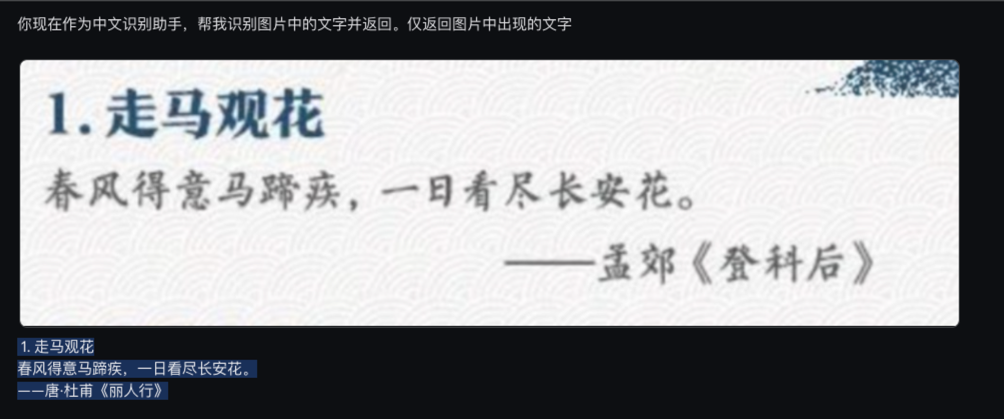 你现在作为中文识别助手，帮我识别图片中的文字并返回。仅返回图片中出现的文字
1. 走马观花
春风得意马蹄疾，一日看尽长安花。
——孟郊《登科后》
1. 走马观花
春风得意马蹄疾，一日看尽长安花。
——唐·杜甫《丽人行》